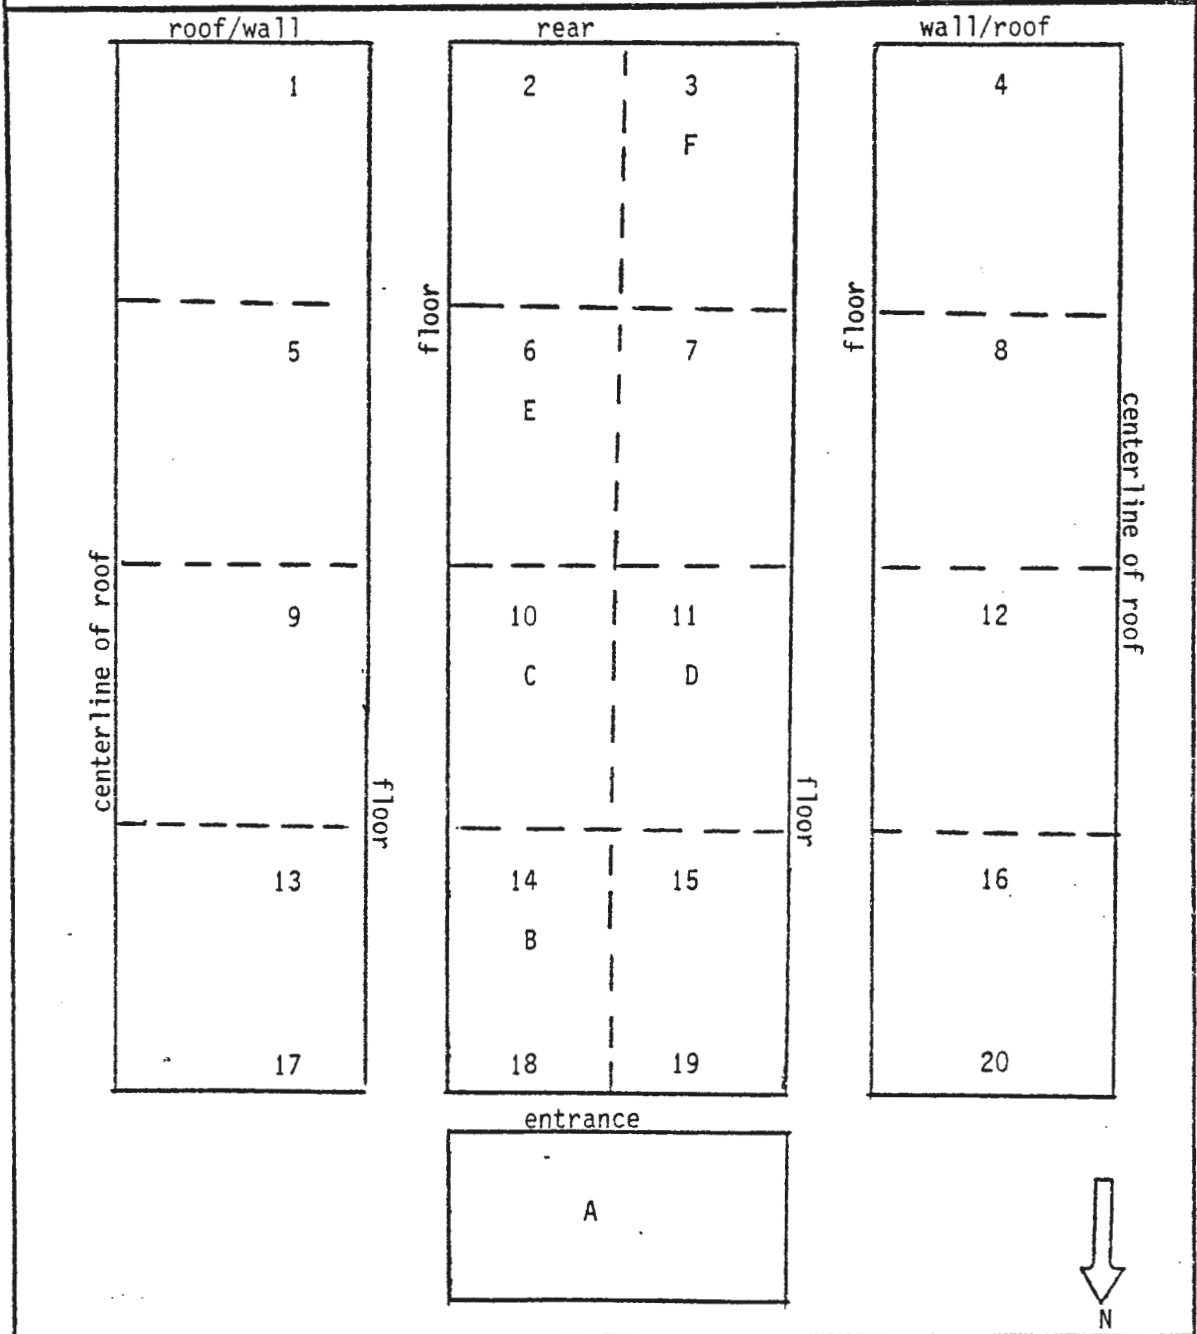 roof/wall rear wall/roof
1 2 3 4
F
floor floor
5 6 7 8
E
centerline of roof
centerline of roof
9 10 11 12
C D
floor floor
13 14 15 16
B
17 18 19 20
entrance
A
N